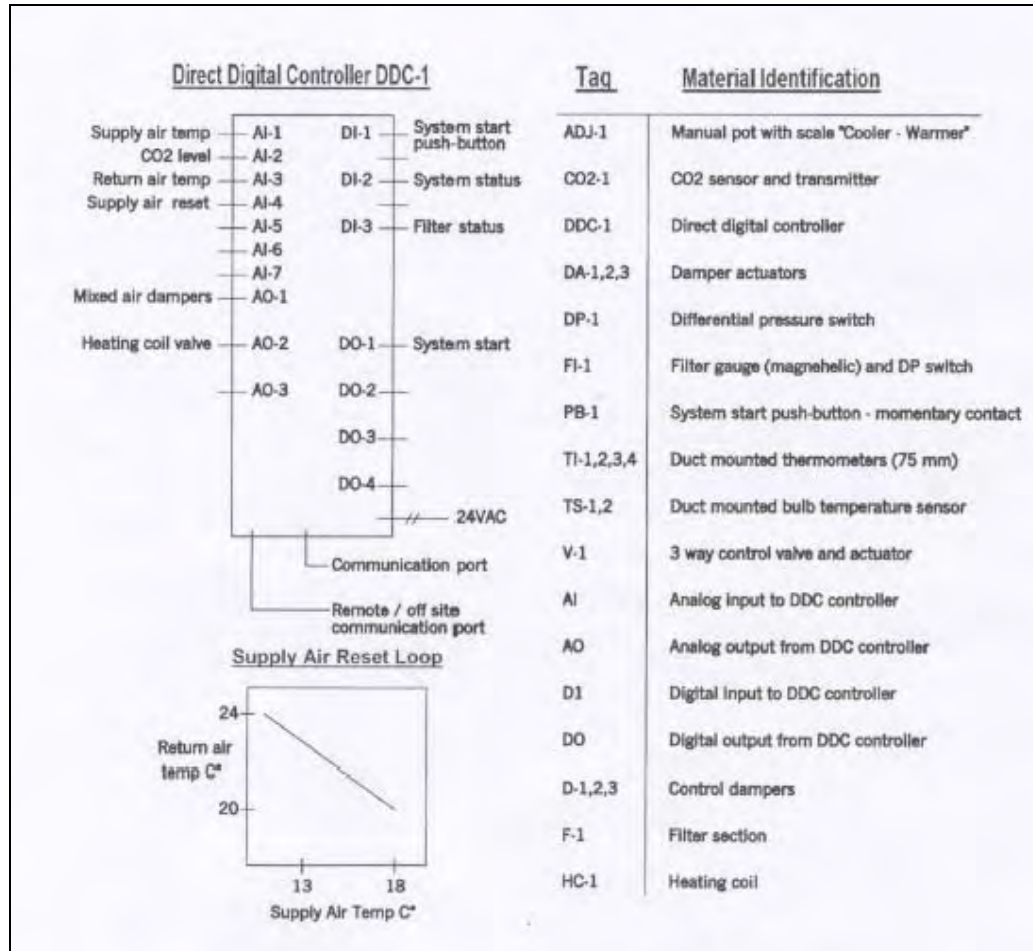 Direct Digital Controller DDC-1
Supply air temp AI-1 DI-1 System start push-button
CO2 level AI-2
Return air temp AI-3 DI-2 System status
Supply air reset AI-4
AI-5 DI-3 Filter status
AI-6
AI-7
Mixed air dampers AO-1
Heating coil valve AO-2 DO-1 System start
AO-3 DO-2
DO-3
DO-4
24VAC
Communication port
Remote / off site
communication port
Supply Air Reset Loop
24
Return air
temp C°
20
13 18
Supply Air Temp C°
Tag Material Identification
ADJ-1 Manual pot with scale "Cooler - Warmer"
CO2-1 CO2 sensor and transmitter
DDC-1 Direct digital controller
DA-1,2,3 Damper actuators
DP-1 Differential pressure switch
FI-1 Filter gauge (magnehelic) and DP switch
PB-1 System start push-button - momentary contact
TI-1,2,3,4 Duct mounted thermometers (75 mm)
TS-1,2 Duct mounted bulb temperature sensor
V-1 3 way control valve and actuator
AI Analog input to DDC controller
AO Analog output from DDC controller
D1 Digital input to DDC controller
DO Digital output from DDC controller
D-1,2,3 Control dampers
F-1 Filter section
HC-1 Heating coil